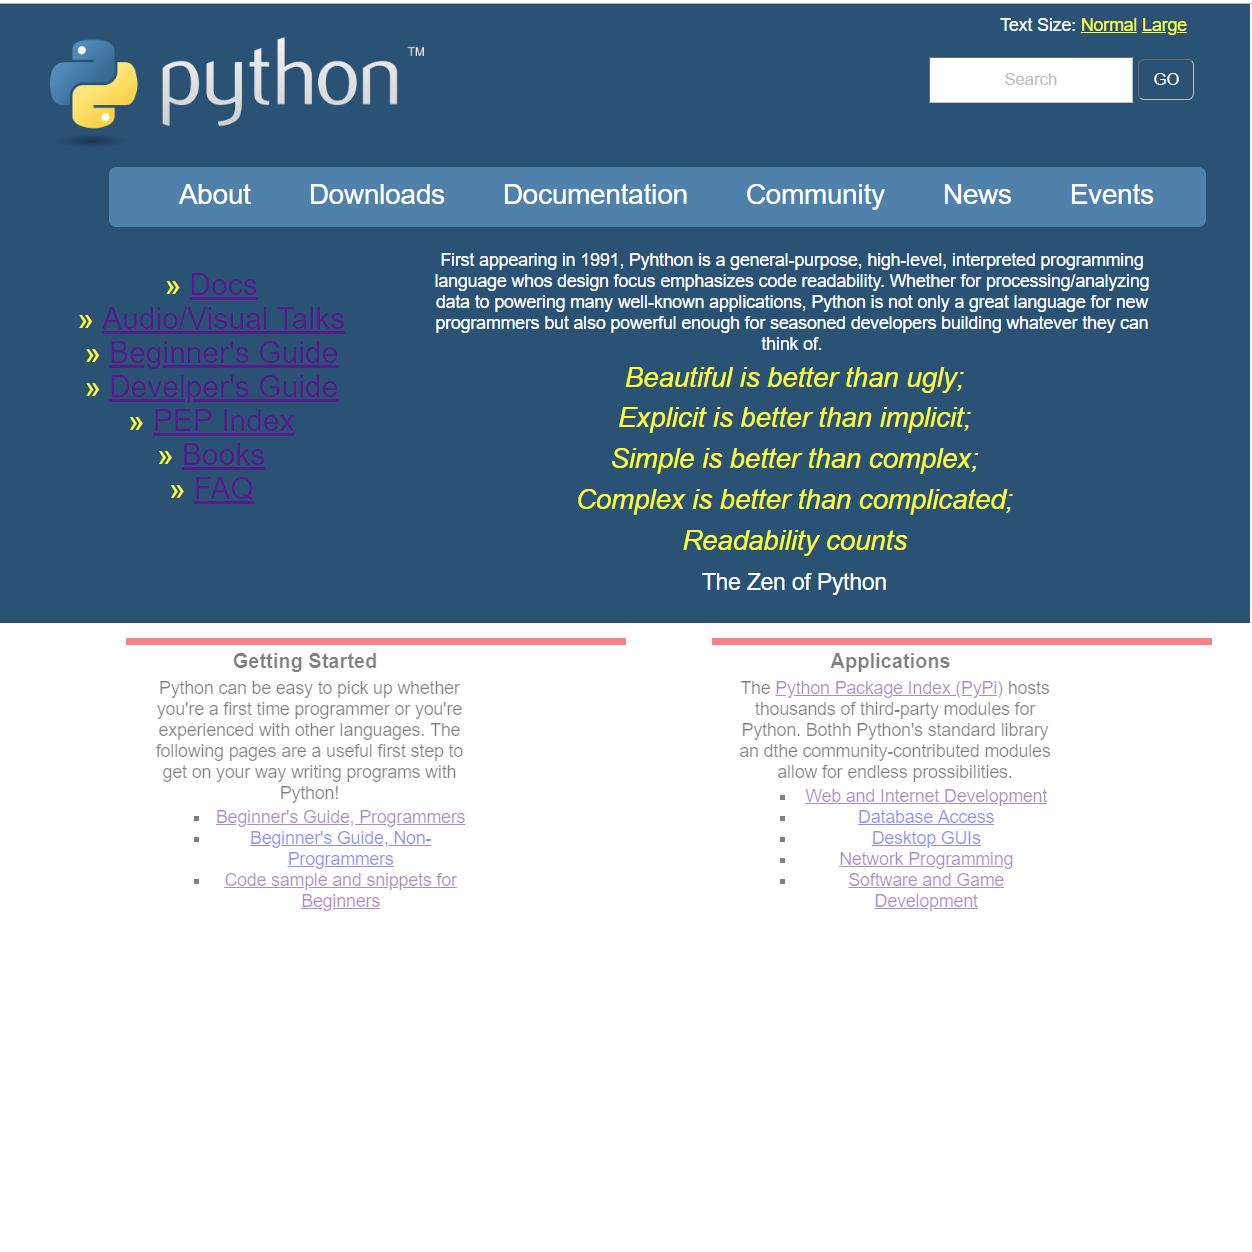 Text Size: Normal Large
python ™
Search
GO
About Downloads Documentation Community News Events
» Docs
» Audio/Visual Talks
» Beginner's Guide
» Develper's Guide
» PEP Index
» Books
» FAQ
First appearing in 1991, Pyhthon is a general-purpose, high-level, interpreted programming
language whos design focus emphasizes code readability. Whether for processing/analyzing
data to powering many well-known applications, Python is not only a great language for new
programmers but also powerful enough for seasoned developers building whatever they can
think of.
Beautiful is better than ugly;
Explicit is better than implicit;
Simple is better than complex;
Complex is better than complicated;
Readability counts
The Zen of Python
Getting Started
Python can be easy to pick up whether
you're a first time programmer or you're
experienced with other languages. The
following pages are a useful first step to
get on your way writing programs with
Python!
Beginner's Guide, Programmers
Beginner's Guide, Non-
Programmers
Code sample and snippets for
Beginners
Applications
The Python Package Index (PyPi) hosts
thousands of third-party modules for
Python. Bothh Python's standard library
an dthe community-contributed modules
allow for endless prossibilities.
Web and Internet Development
Database Access
Desktop GUIs
Network Programming
Software and Game
Development